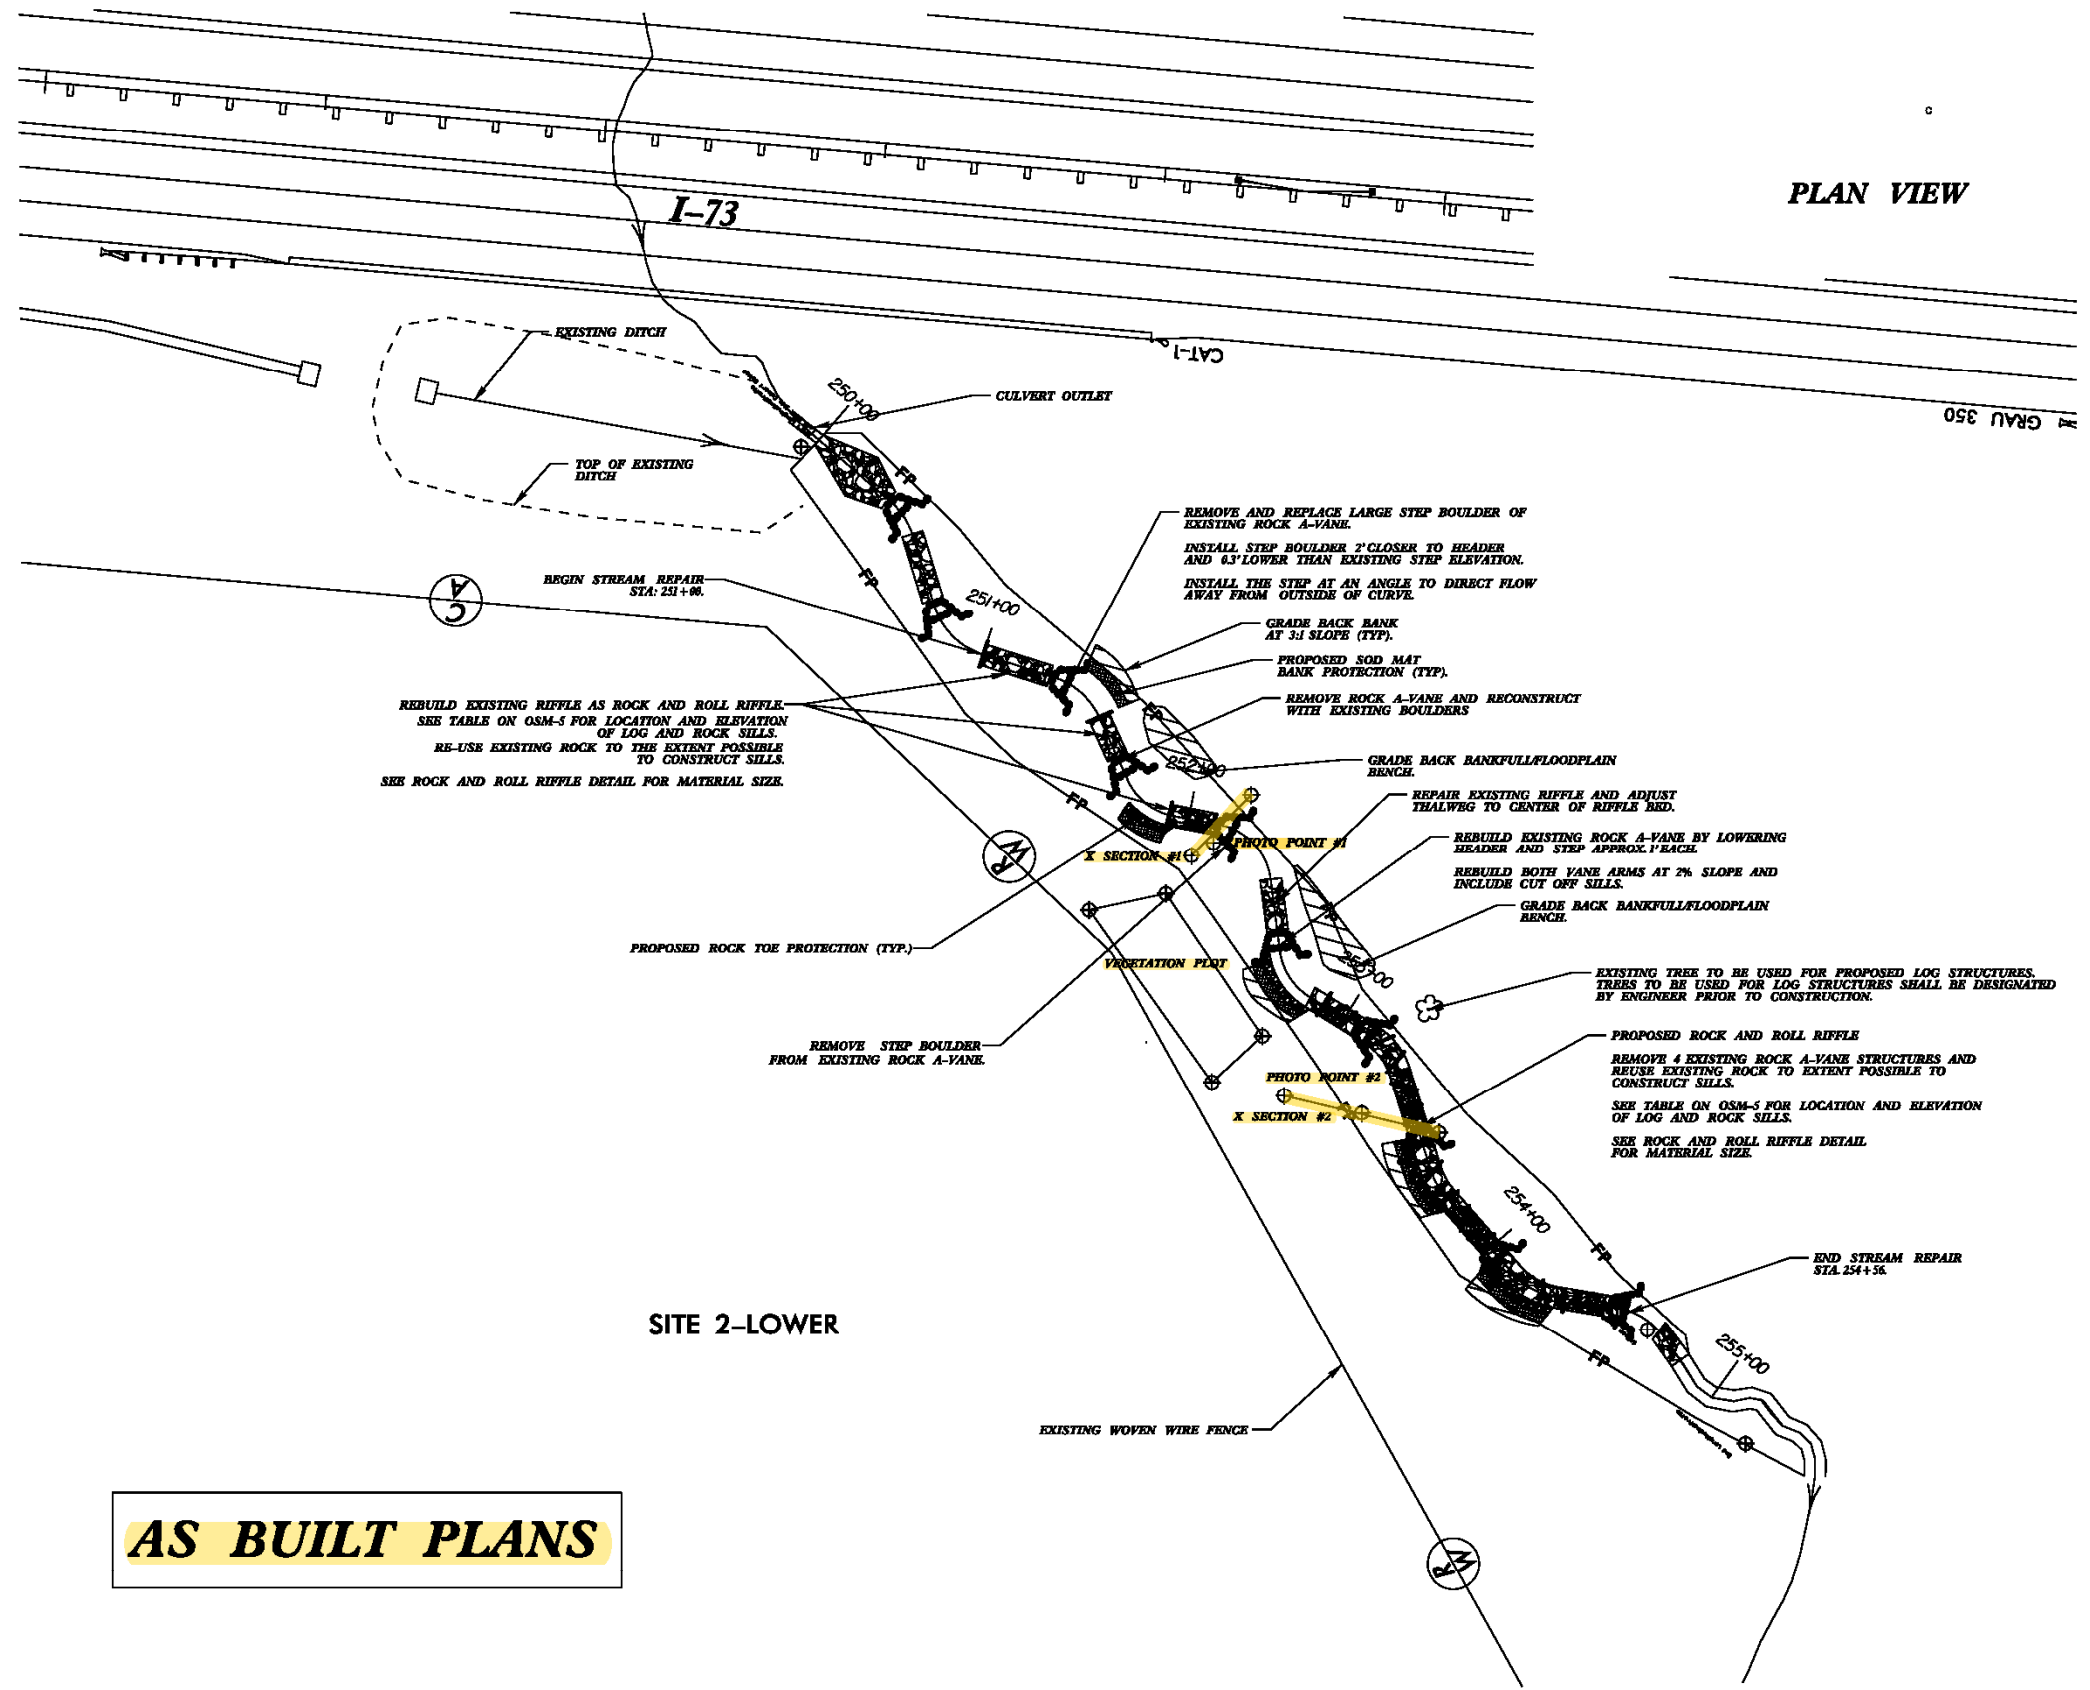 PLAN VIEW
I-73
EXISTING DITCH
CAT-1
GRAU 350
250+00
CULVERT OUTLET
TOP OF EXISTING
DITCH
FP
REMOVE AND REPLACE LARGE STEP BOULDER OF
EXISTING ROCK A-VANE.
INSTALL STEP BOULDER 2' CLOSER TO HEADER
AND 0.3' LOWER THAN EXISTING STEP ELEVATION.
INSTALL THE STEP AT AN ANGLE TO DIRECT FLOW
AWAY FROM OUTSIDE OF CURVE.
FP
BEGIN STREAM REPAIR
STA: 251+00.
C
A
251+00
GRADE BACK BANK
AT 3:1 SLOPE (TYP).
PROPOSED SOD MAT
BANK PROTECTION (TYP).
REMOVE ROCK A-VANE AND RECONSTRUCT
WITH EXISTING BOULDERS
REBUILD EXISTING RIFFLE AS ROCK AND ROLL RIFFLE.
SEE TABLE ON OSM-5 FOR LOCATION AND ELEVATION
OF LOG AND ROCK SILLS.
RE-USE EXISTING ROCK TO THE EXTENT POSSIBLE
TO CONSTRUCT SILLS.
SEE ROCK AND ROLL RIFFLE DETAIL FOR MATERIAL SIZE.
FP
252+00
GRADE BACK BANKFULL/FLOODPLAIN
BENCH.
FP
REPAIR EXISTING RIFFLE AND ADJUST
THALWEG TO CENTER OF RIFFLE BED.
REBUILD EXISTING ROCK A-VANE BY LOWERING
HEADER AND STEP APPROX. 1' EACH.
REBUILD BOTH VANE ARMS AT 2% SLOPE AND
INCLUDE CUT OFF SILLS.
PHOTO POINT #1
X SECTION #1
R
W
GRADE BACK BANKFULL/FLOODPLAIN
BENCH.
FP
PROPOSED ROCK TOE PROTECTION (TYP.)
VEGETATION PLOT
253+00
EXISTING TREE TO BE USED FOR PROPOSED LOG STRUCTURES.
TREES TO BE USED FOR LOG STRUCTURES SHALL BE DESIGNATED
BY ENGINEER PRIOR TO CONSTRUCTION.
REMOVE STEP BOULDER
FROM EXISTING ROCK A-VANE.
PROPOSED ROCK AND ROLL RIFFLE
REMOVE 4 EXISTING ROCK A-VANE STRUCTURES AND
REUSE EXISTING ROCK TO EXTENT POSSIBLE TO
CONSTRUCT SILLS.
SEE TABLE ON OSM-5 FOR LOCATION AND ELEVATION
OF LOG AND ROCK SILLS.
SEE ROCK AND ROLL RIFFLE DETAIL
FOR MATERIAL SIZE.
PHOTO POINT #2
X SECTION #2
254+00
FP
END STREAM REPAIR
STA. 254+56.
SITE 2-LOWER
FP
255+00
EXISTING WOVEN WIRE FENCE
AS BUILT PLANS
R
W